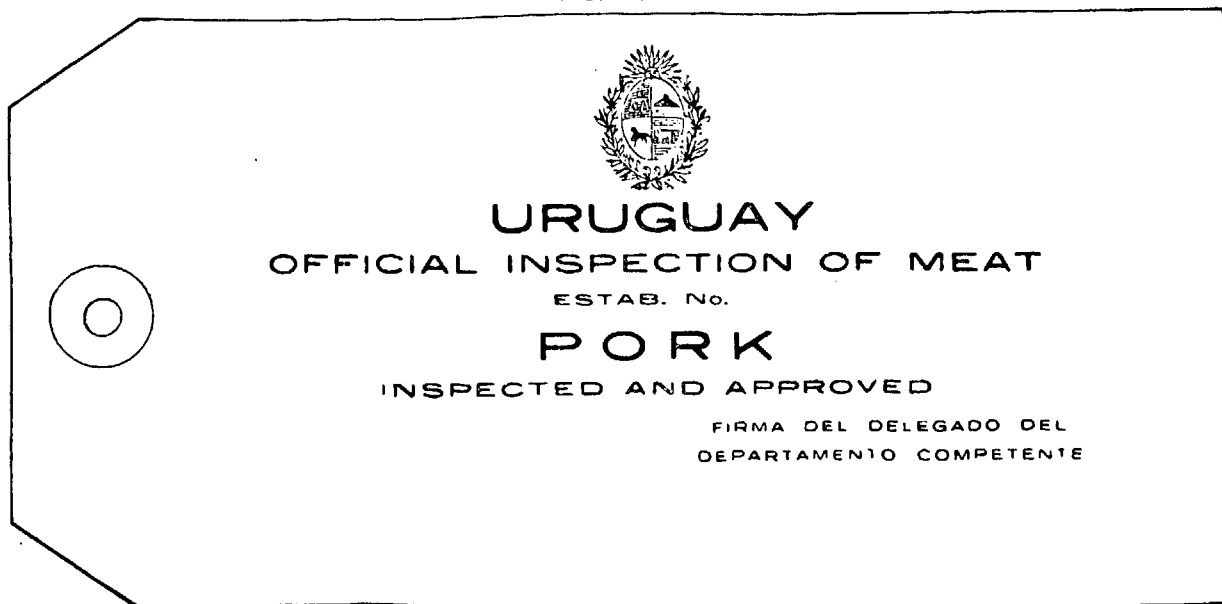 URUGUAY
OFFICIAL INSPECTION OF MEAT
ESTAB. No.
PORK
INSPECTED AND APPROVED
FIRMA DEL DELEGADO DEL
DEPARTAMENTO COMPETENTE